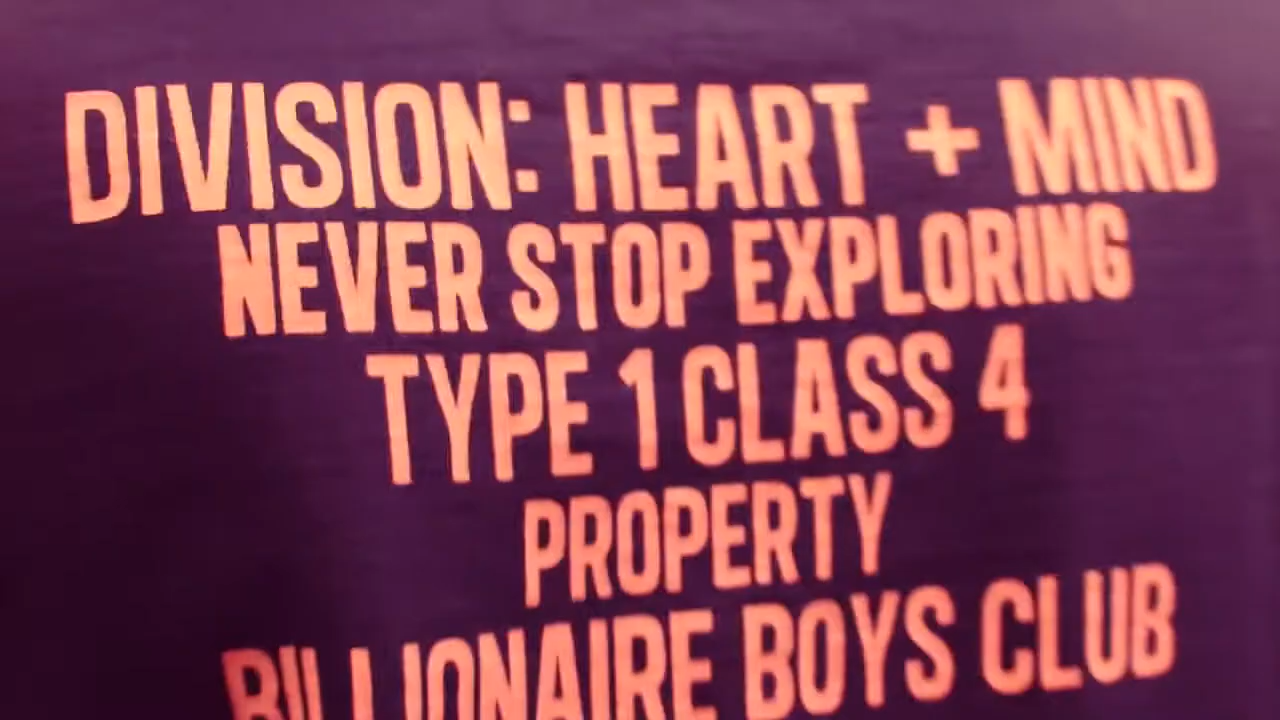 DIVISION: HEART + MIND
NEVER STOP EXPLORING
TYPE 1 CLASS 4
PROPERTY
BILLIONAIRE BOYS CLUB